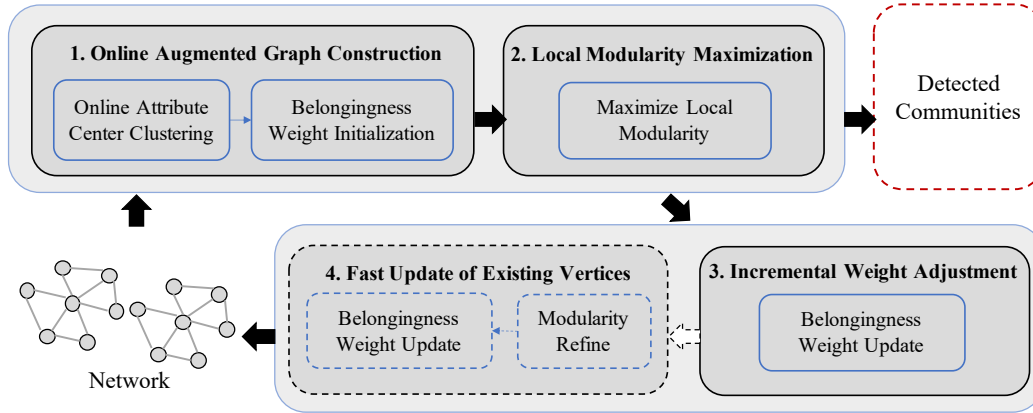 1. Online Augmented Graph Construction
Online Attribute
Center Clustering
Belongingness
Weight Initialization
2. Local Modularity Maximization
Maximize Local
Modularity
Detected
Communities
Network
4. Fast Update of Existing Vertices
Belongingness
Weight Update
Modularity
Refine
3. Incremental Weight Adjustment
Belongingness
Weight Update